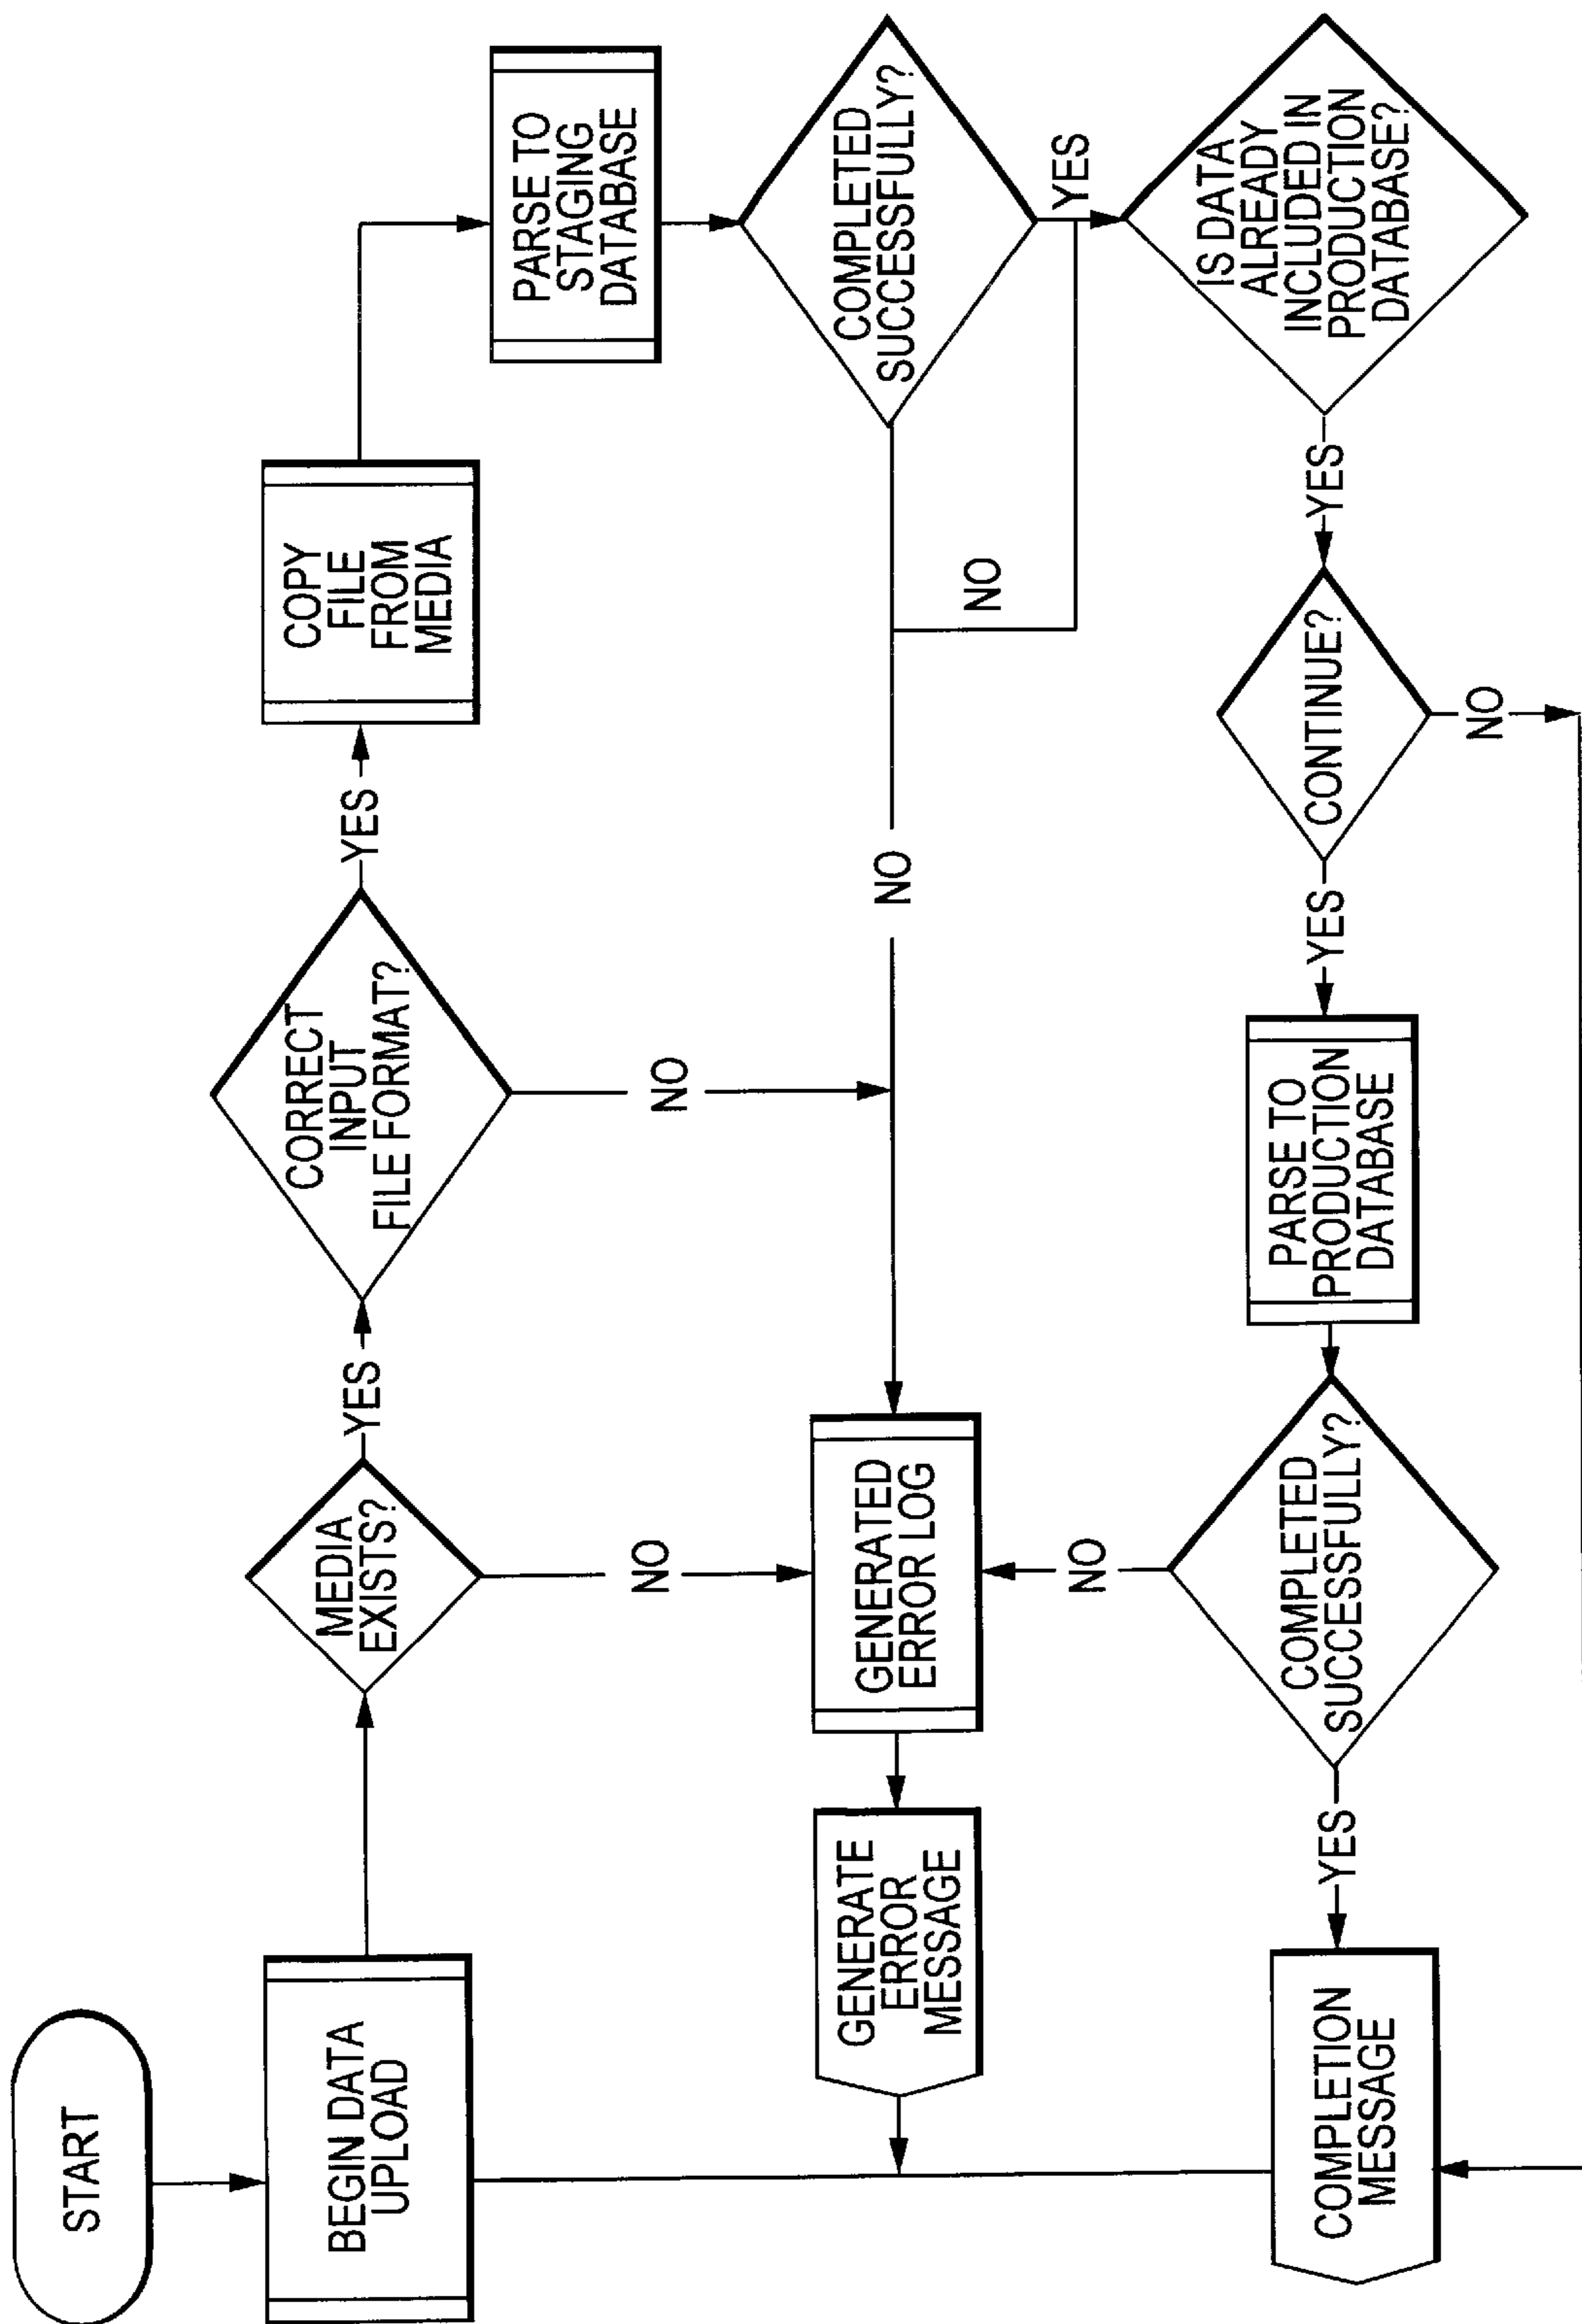 START
BEGIN DATA
UPLOAD
MEDIA
EXISTS?
YES
NO
CORRECT
INPUT
FILE FORMAT?
YES
NO
COPY
FILE
FROM
MEDIA
PARSE TO
STAGING
DATABASE
COMPLETED
SUCCESSFULLY?
YES
NO
NO
IS DATA
ALREADY
INCLUDED IN
PRODUCTION
DATABASE?
YES
CONTINUE?
NO
YES
PARSE TO
PRODUCTION
DATABASE
COMPLETED
SUCCESSFULLY?
NO
YES
GENERATED
ERROR LOG
GENERATE
ERROR
MESSAGE
COMPLETION
MESSAGE